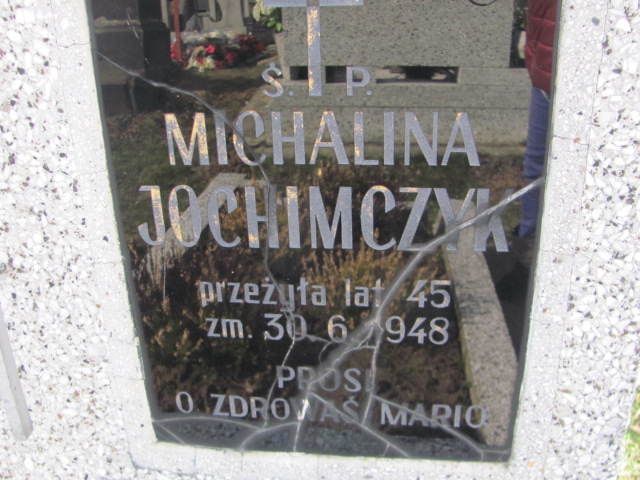 Ś. P.
MICHALINA
JOCHIMCZYK
przeżyła lat 45
zm. 30 6 1948
PROSI
O ZDROWAŚ MARIO